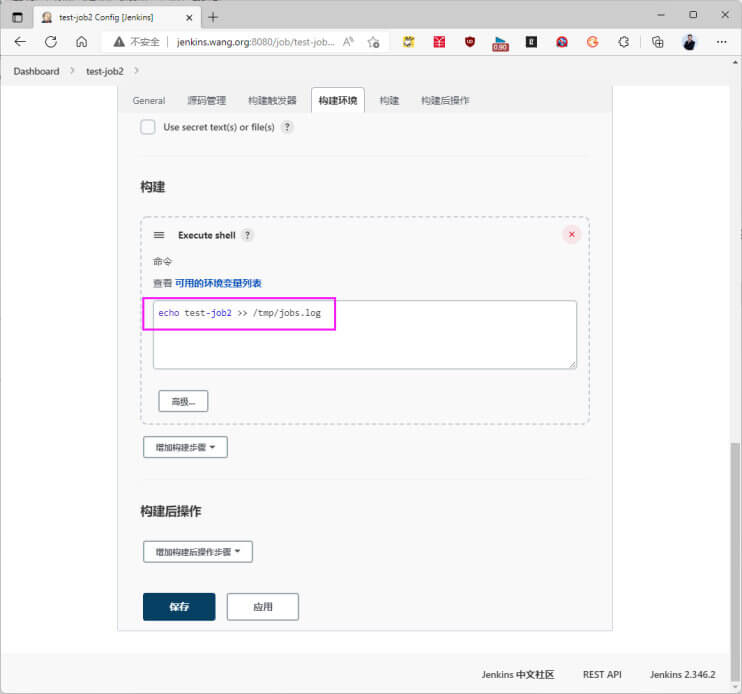 test-job2 Config [Jenkins]
不安全 jenkins.wang.org:8080/job/test-job...
0.90
Dashboard test-job2
General 源码管理 构建触发器 构建环境 构建 构建后操作
Use secret text(s) or file(s) ?
构建
Execute shell ?
命令
查看 可用的环境变量列表
echo test-job2 >> /tmp/jobs.log
高级...
增加构建步骤
构建后操作
增加构建后操作步骤
保存 应用
Jenkins 中文社区 REST API Jenkins 2.346.2